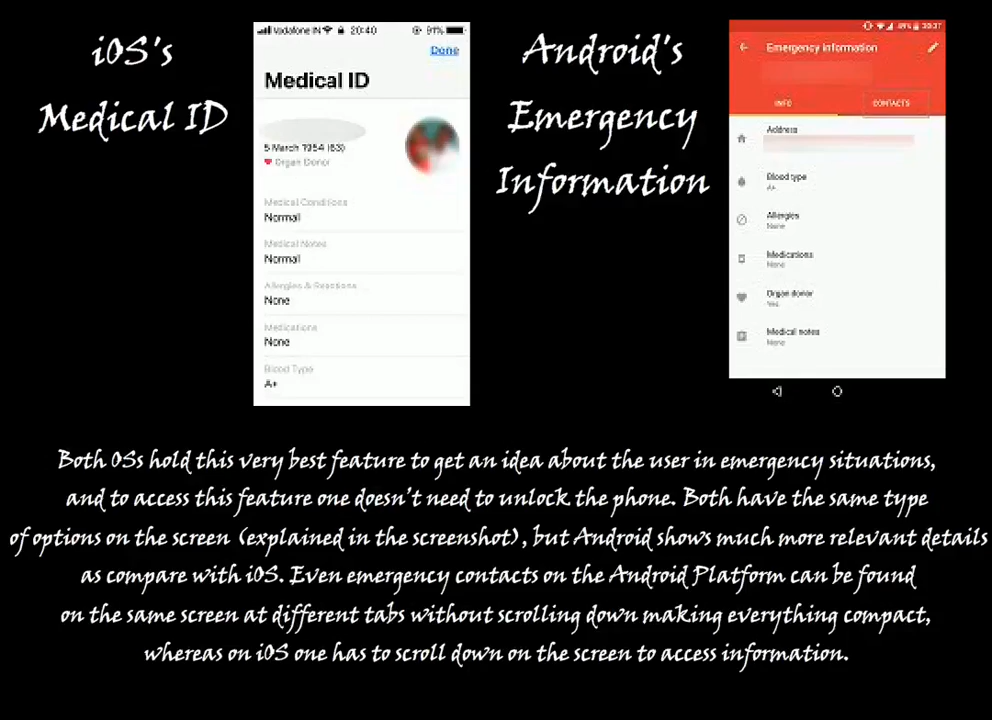 iOS's
Medical ID
Vodafone IN 20:40 91%
Done
Medical ID
5 March 1954 (63)
Organ Donor
Medical Conditions
Normal
Medical Notes
Normal
Allergies & Reactions
None
Medications
None
Blood Type
A+
Android's
Emergency
Information
20:37
Emergency information
INFO CONTACTS
Address
Blood type
A+
Allergies
None
Medications
None
Organ donor
Yes
Medical notes
None
Both OSs hold this very best feature to get an idea about the user in emergency situations,
and to access this feature one doesn't need to unlock the phone. Both have the same type
of options on the screen (explained in the screenshot), but Android shows much more relevant details
as compare with iOS. Even emergency contacts on the Android Platform can be found
on the same screen at different tabs without scrolling down making everything compact,
whereas on iOS one has to scroll down on the screen to access information.